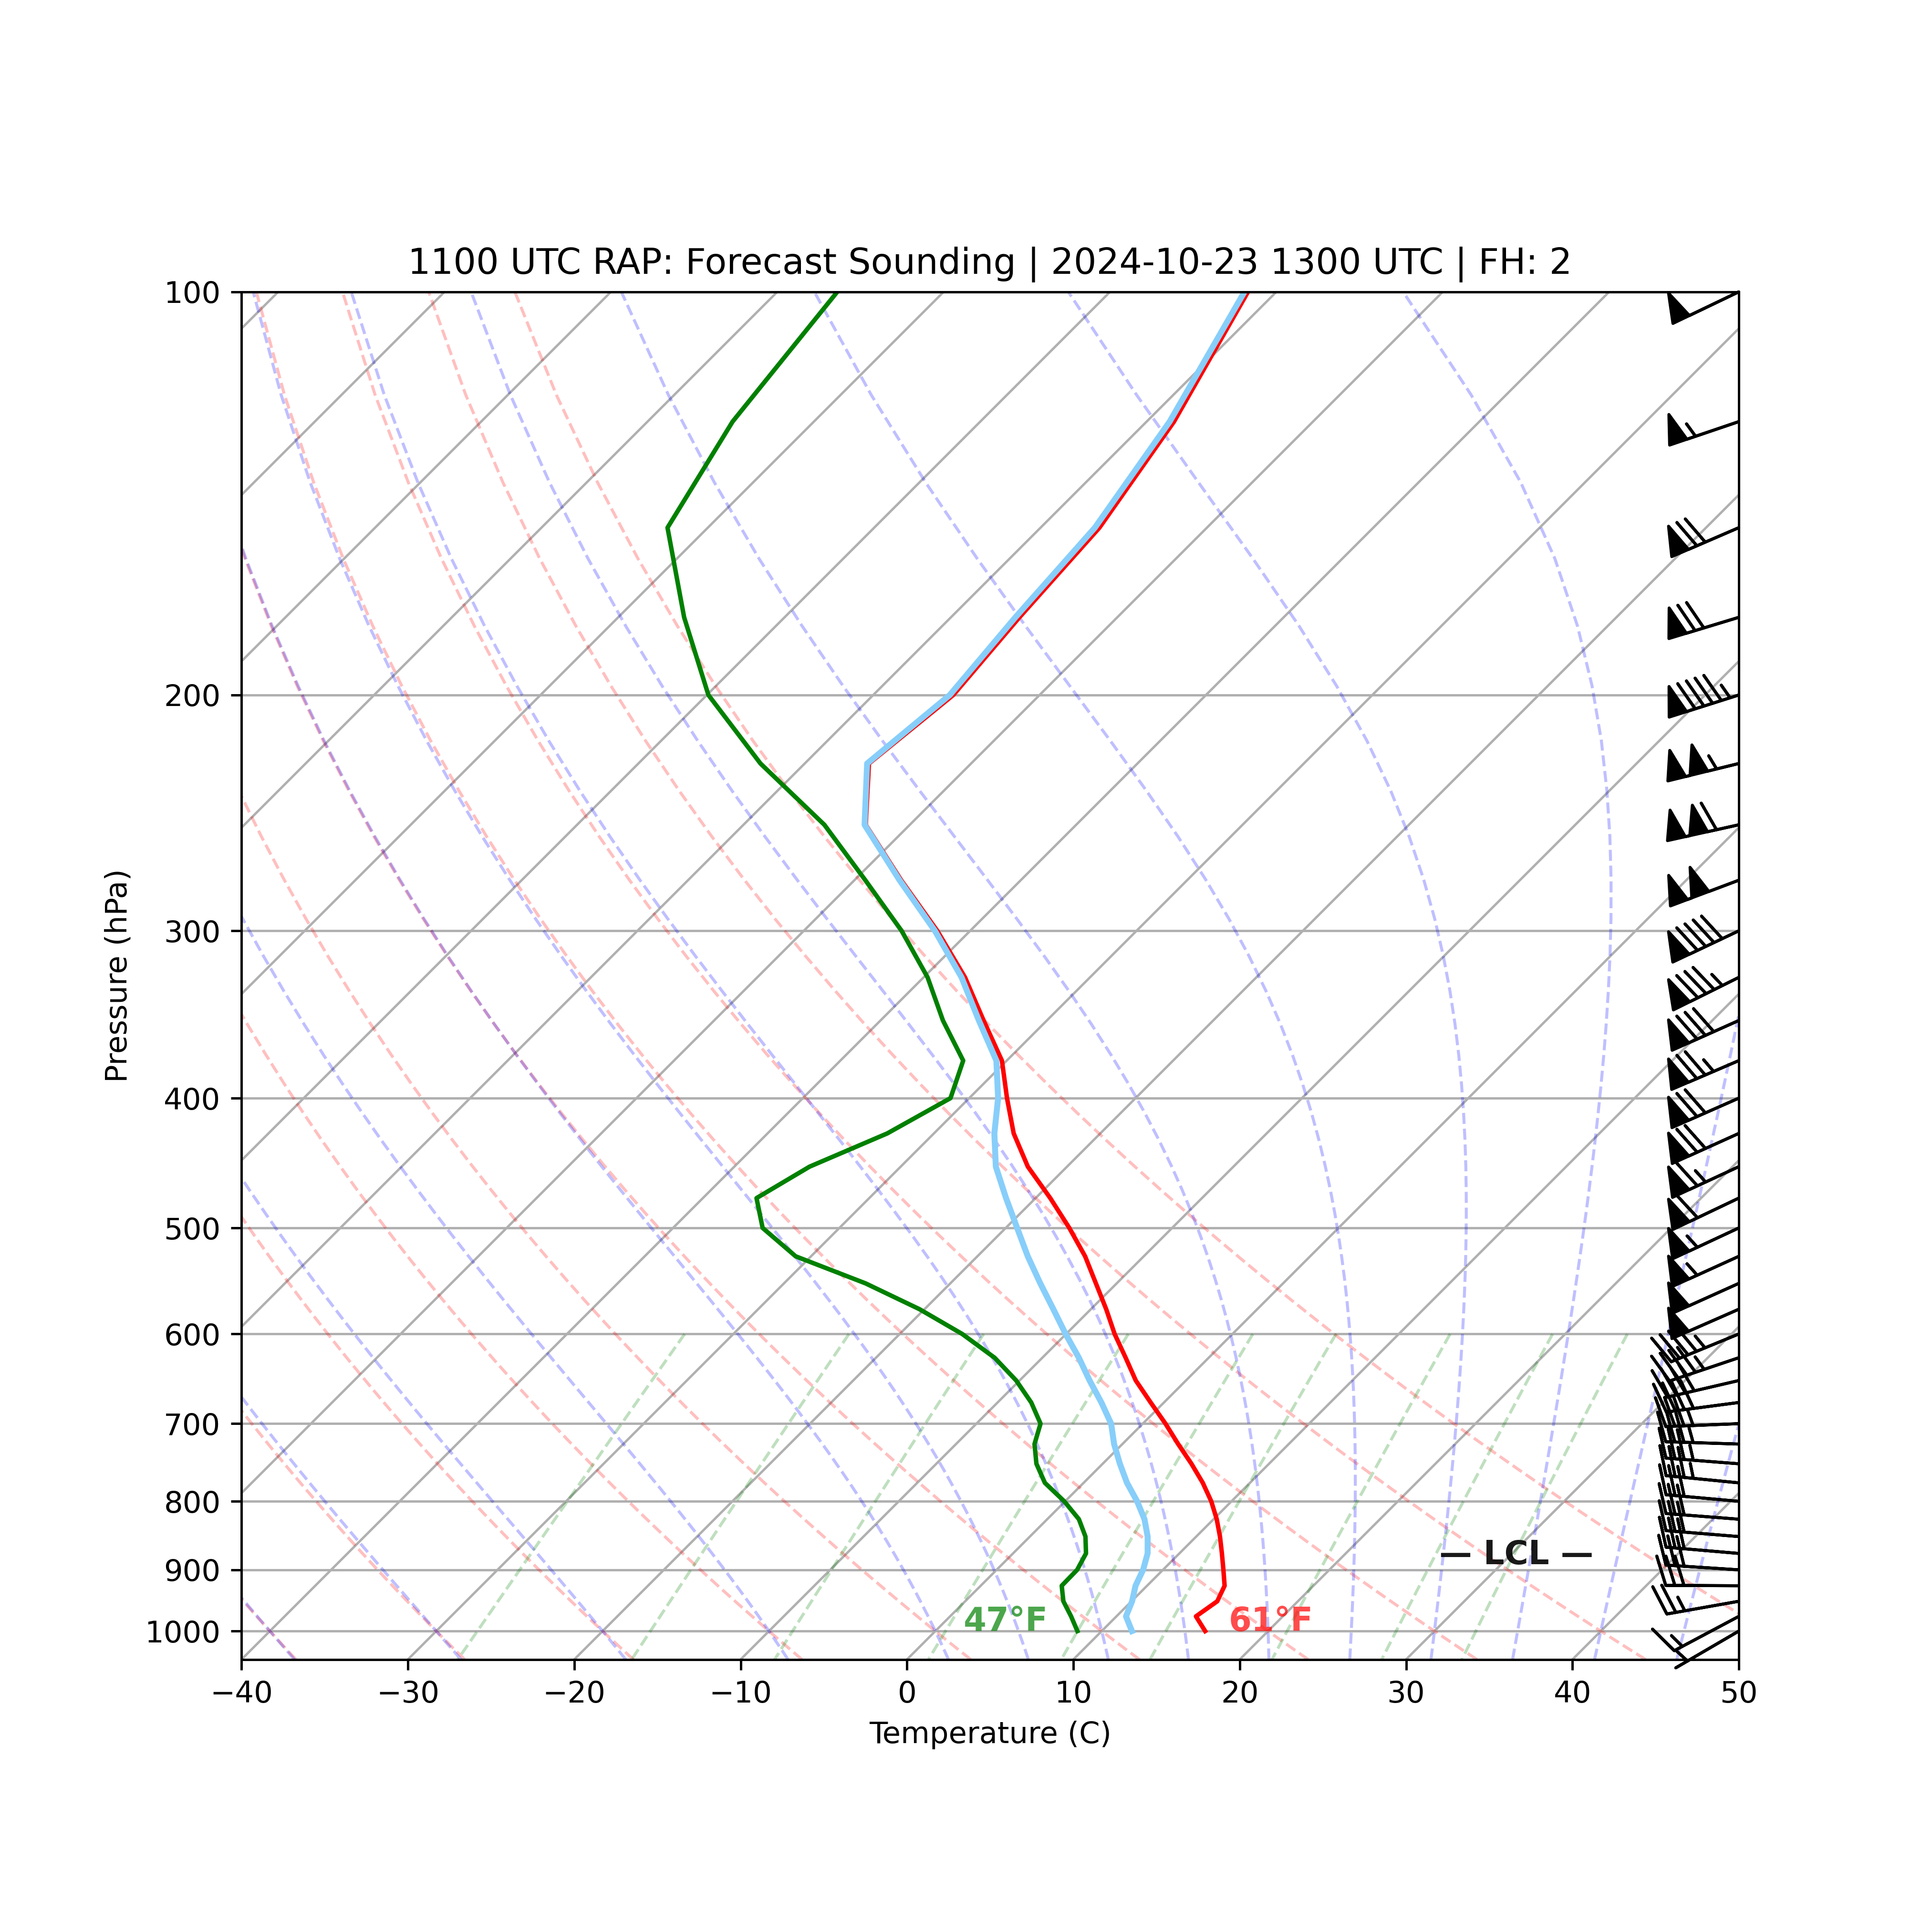 1100 UTC RAP: Forecast Sounding | 2024-10-23 1300 UTC | FH: 2
100
200
300
400
500
600
700
800
900
1000
Pressure (hPa)
— LCL —
47°F
61°F
−40 −30 −20 −10 0 10 20 30 40 50
Temperature (C)